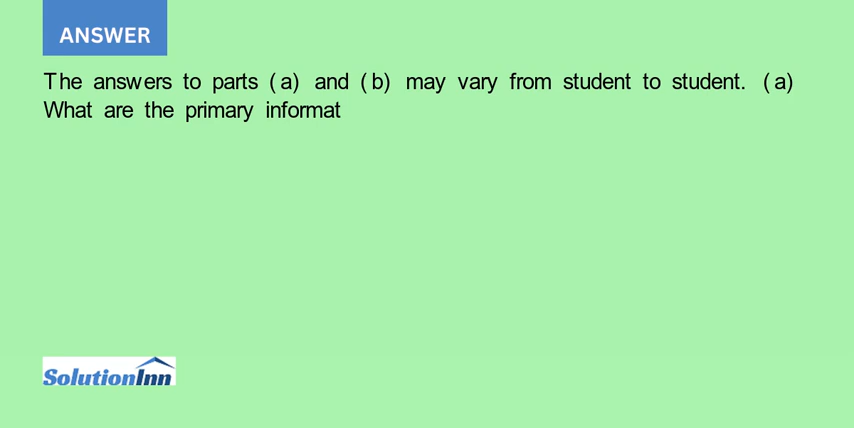 ANSWER
The answers to parts (a) and (b) may vary from student to student. (a)
What are the primary informat
SolutionInn